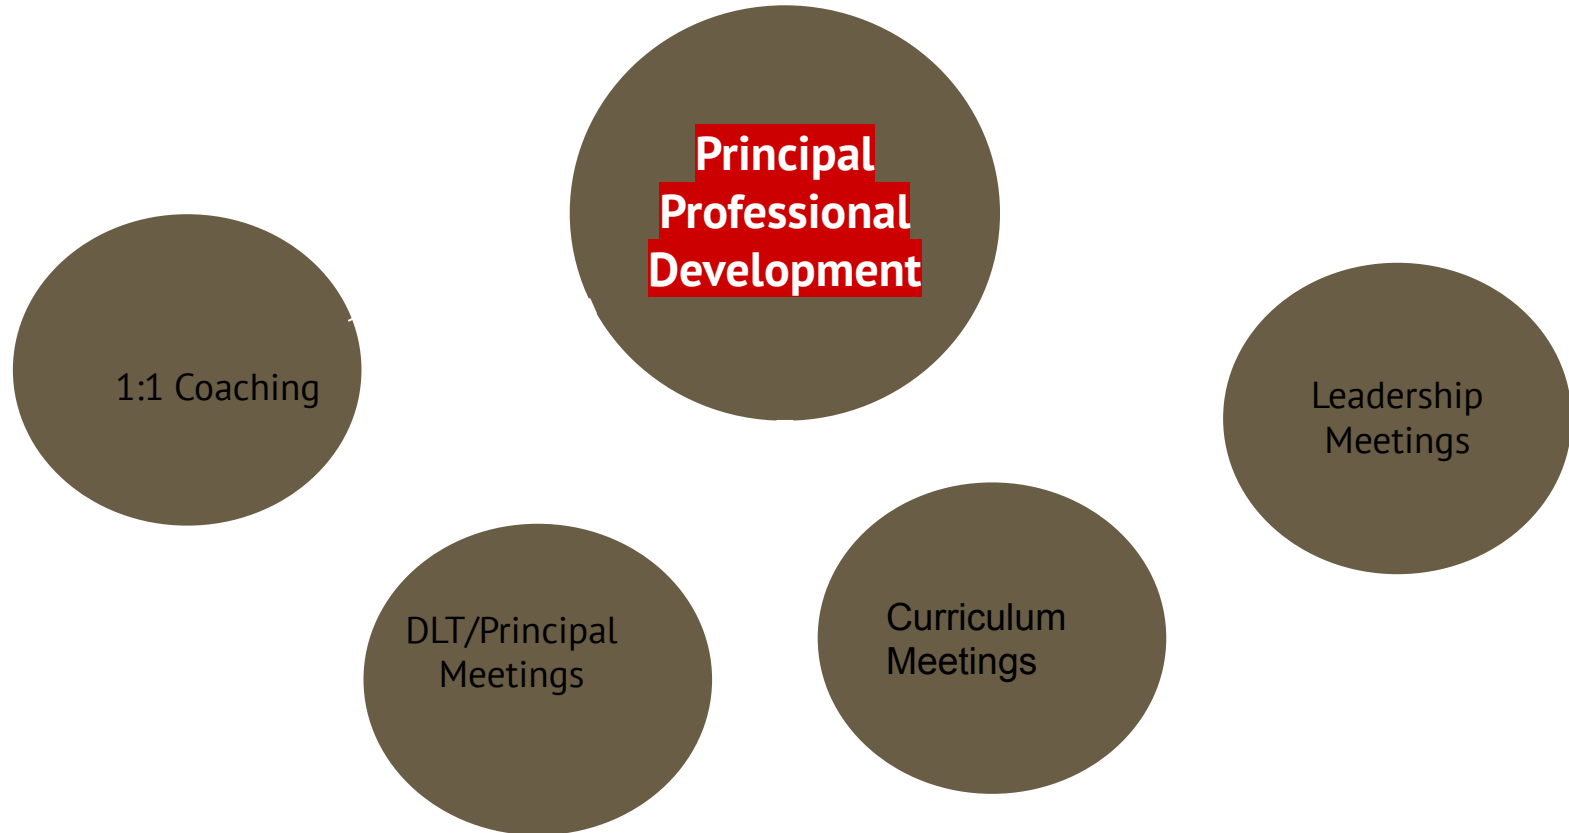 Principal
Professional
Development
1:1 Coaching
Leadership
Meetings
DLT/Principal
Meetings
Curriculum
Meetings